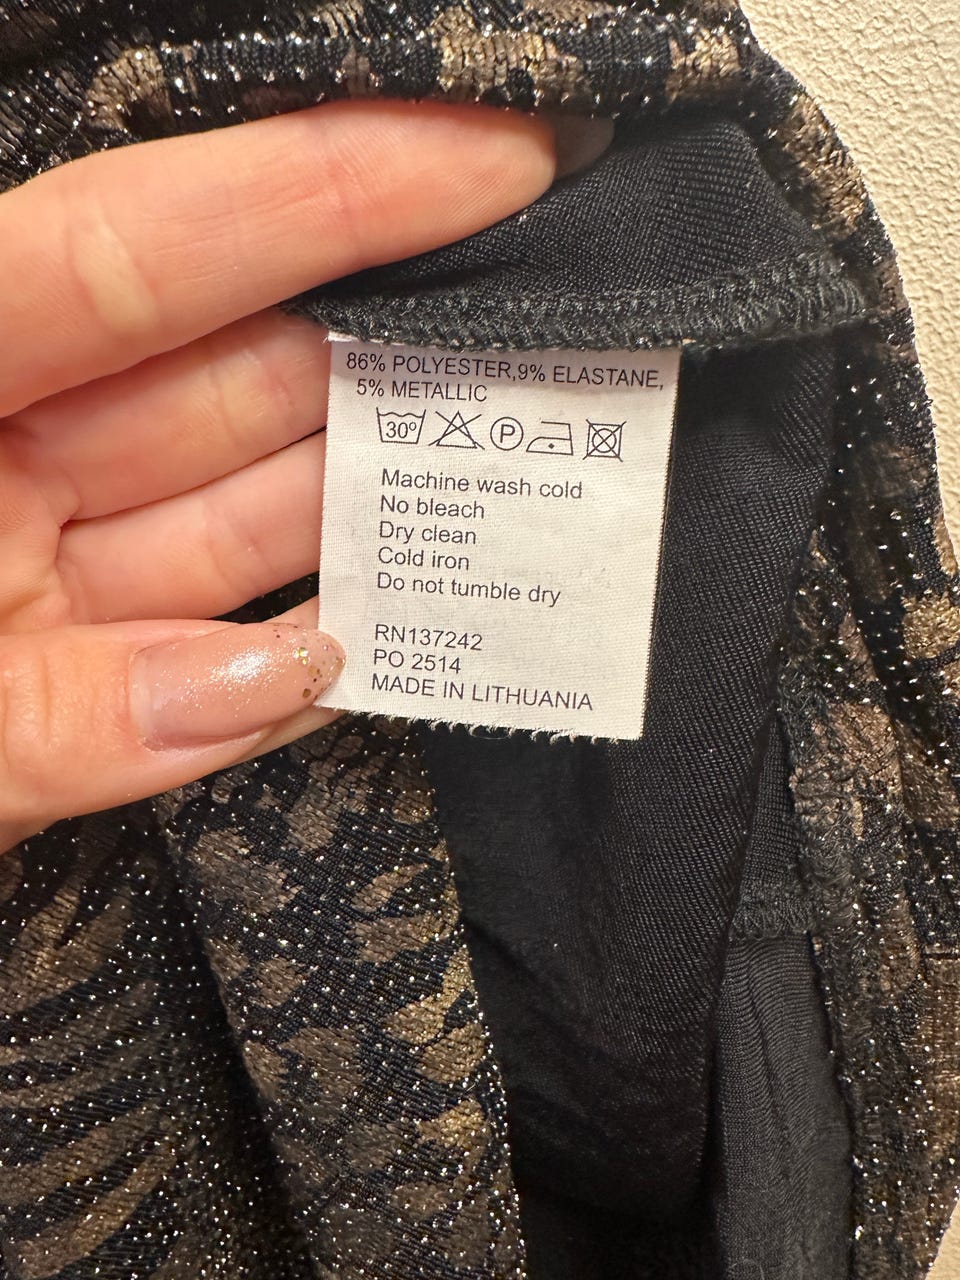 86% POLYESTER,9% ELASTANE,
5% METALLIC
30° P
Machine wash cold
No bleach
Dry clean
Cold iron
Do not tumble dry
RN137242
PO 2514
MADE IN LITHUANIA